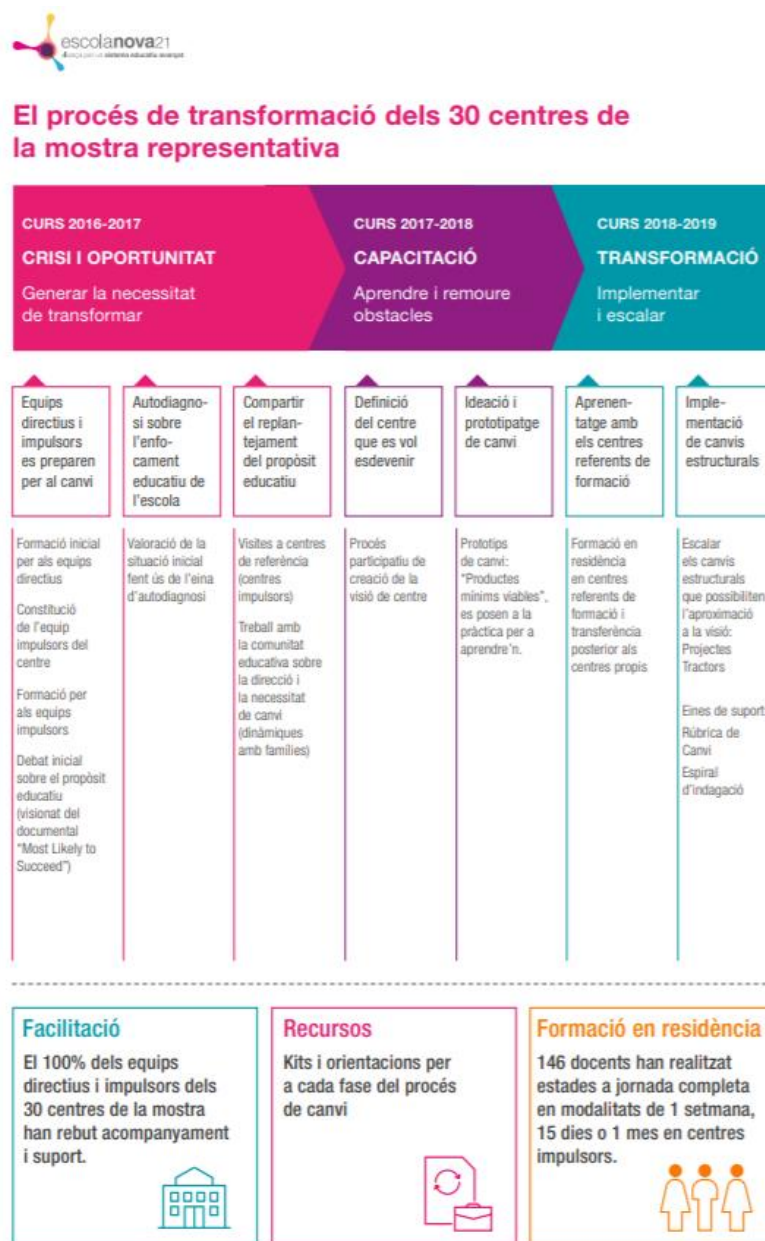 escolanova21
aliança per un sistema educatiu avançat
El procés de transformació dels 30 centres de
la mostra representativa
CURS 2016-2017
CRISI I OPORTUNITAT
Generar la necessitat
de transformar
CURS 2017-2018
CAPACITACIÓ
Aprendre i remoure
obstacles
CURS 2018-2019
TRANSFORMACIÓ
Implementar
i escalar
Equips
directius i
impulsors
es preparen
per al canvi
Autodiagno-
si sobre
l'enfo-
cament
educatiu de
l'escola
Compartir
el replan-
tejament
del propòsit
educatiu
Definició
del centre
que es vol
esdevenir
Ideació i
prototipatge
de canvi
Aprenen-
tatge amb
els centres
referents de
formació
Imple-
mentació
de canvis
estructurals
Formació inicial
per als equips
directius
Constitució
de l'equip
impulsors del
centre
Formació per
als equips
impulsors
Debat inicial
sobre el propòsit
educatiu
(visionat del
documental
"Most Likely to
Succeed")
Valoració de la
situació inicial
fent ús de l'eina
d'autodiagnosi
Visites a centres
de referència
(centres
impulsors)
Treball amb
la comunitat
educativa sobre
la direcció i
la necessitat
de canvi
(dinàmiques
amb famílies)
Procés
participatiu de
creació de la
visió de centre
Prototips
de canvi:
"Productes
mínims viables",
es posen a la
pràctica per a
aprendre'n.
Formació en
residència
en centres
referents de
formació i
transferència
posterior als
centres propis
Escalar
els canvis
estructurals
que possibiliten
l'aproximació
a la visió:
Projectes
Tractors
Eines de suport
Rúbrica de
Canvi
Espiral
d'indagació
Facilitació
El 100% dels equips
directius i impulsors dels
30 centres de la mostra
han rebut acompanyament
i suport.
Recursos
Kits i orientacions per
a cada fase del procés
de canvi
Formació en residència
146 docents han realitzat
estades a jornada completa
en modalitats de 1 setmana,
15 dies o 1 mes en centres
impulsors.